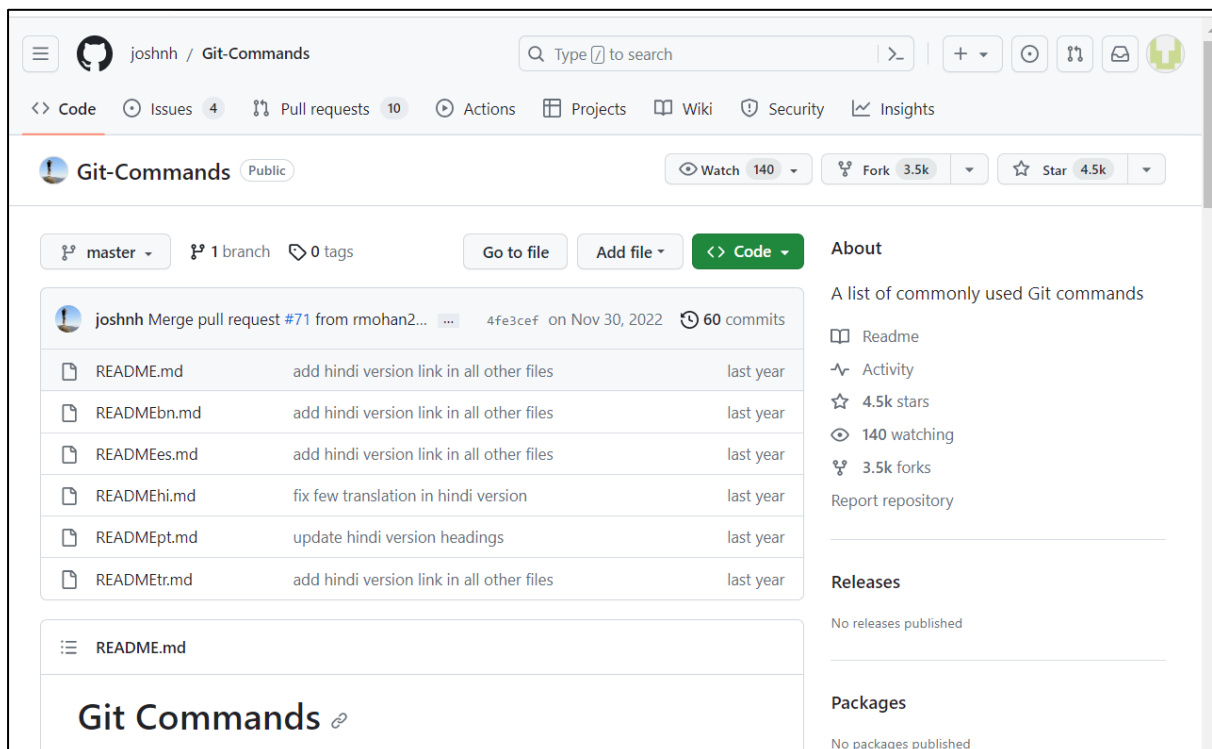 joshnh / Git-Commands
Type / to search
Code Issues 4 Pull requests 10 Actions Projects Wiki Security Insights
Git-Commands Public Watch 140 Fork 3.5k Star 4.5k
master 1 branch 0 tags Go to file Add file <> Code
joshnh Merge pull request #71 from rmohan2... ... 4fe3cef on Nov 30, 2022 60 commits
README.md add hindi version link in all other files last year
READMEbn.md add hindi version link in all other files last year
READMEes.md add hindi version link in all other files last year
READMEhi.md fix few translation in hindi version last year
READMEpt.md update hindi version headings last year
READMEtr.md add hindi version link in all other files last year
README.md
Git Commands
About
A list of commonly used Git commands
Readme
Activity
4.5k stars
140 watching
3.5k forks
Report repository
Releases
No releases published
Packages
No packages published